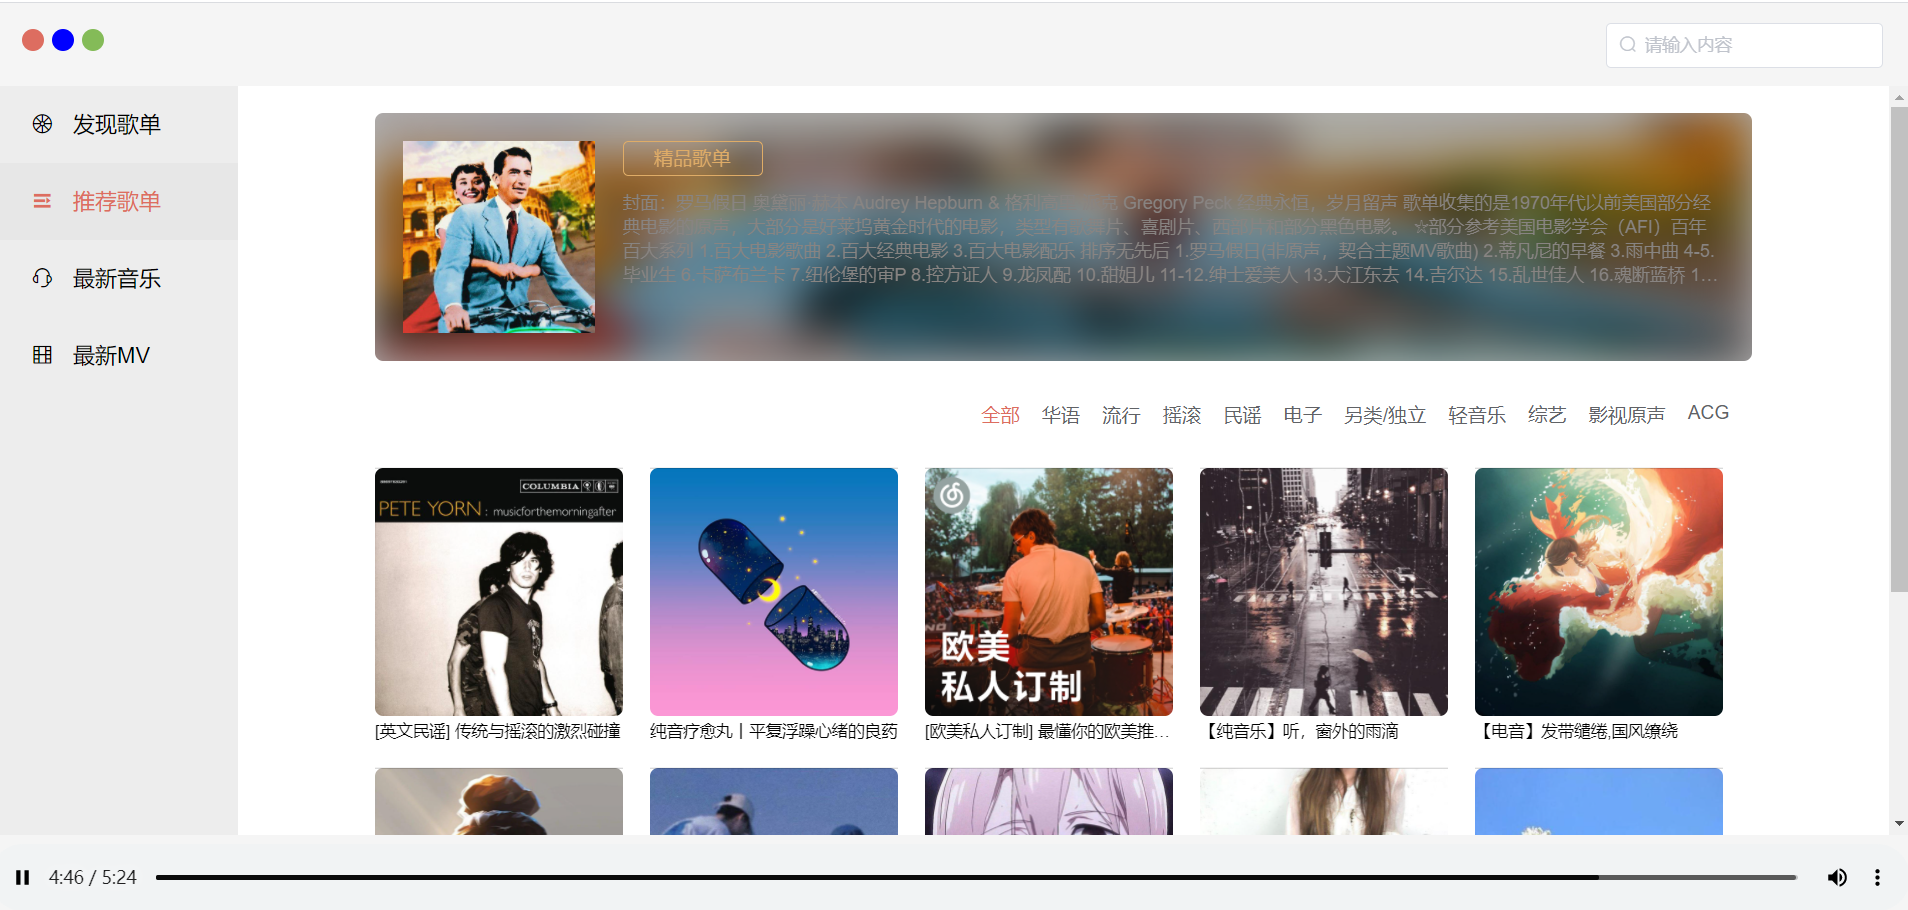 请输入内容
发现歌单
推荐歌单
最新音乐
最新MV
精品歌单
封面：罗马假日 奥黛丽 Audrey Hepburn & 格利 克 Gregory Peck 经典永恒，岁月留声 歌单收集的是1970年代以前美国部分经
典电影的原声，大部分是好莱坞黄金时代的电影，类型有 片、喜剧片、西部片和部分黑色电影。 ☆部分参考美国电影学会（AFI）百年
百大系列 1.百大电影歌曲 2.百大经典电影 3.百大电影配乐 排序无先后 1.罗马假日(非原声，契合主题MV歌曲) 2.蒂凡尼的早餐 3.雨中曲 4-5.
毕业生 6.卡萨布兰卡 7.纽伦堡的审P 8.控方证人 9.龙凤配 10.甜姐儿 11-12.绅士爱美人 13.大江东去 14.吉尔达 15.乱世佳人 16.魂断蓝桥 1...
全部 华语 流行 摇滚 民谣 电子 另类/独立 轻音乐 综艺 影视原声 ACG
COLUMBIA
PETE YORN : musicforthemorningafter
欧美
私人订制
[英文民谣] 传统与摇滚的激烈碰撞
纯音疗愈丸丨平复浮躁心绪的良药
[欧美私人订制] 最懂你的欧美推...
【纯音乐】听，窗外的雨滴
【电音】发带缱绻,国风缭绕
4:46 / 5:24